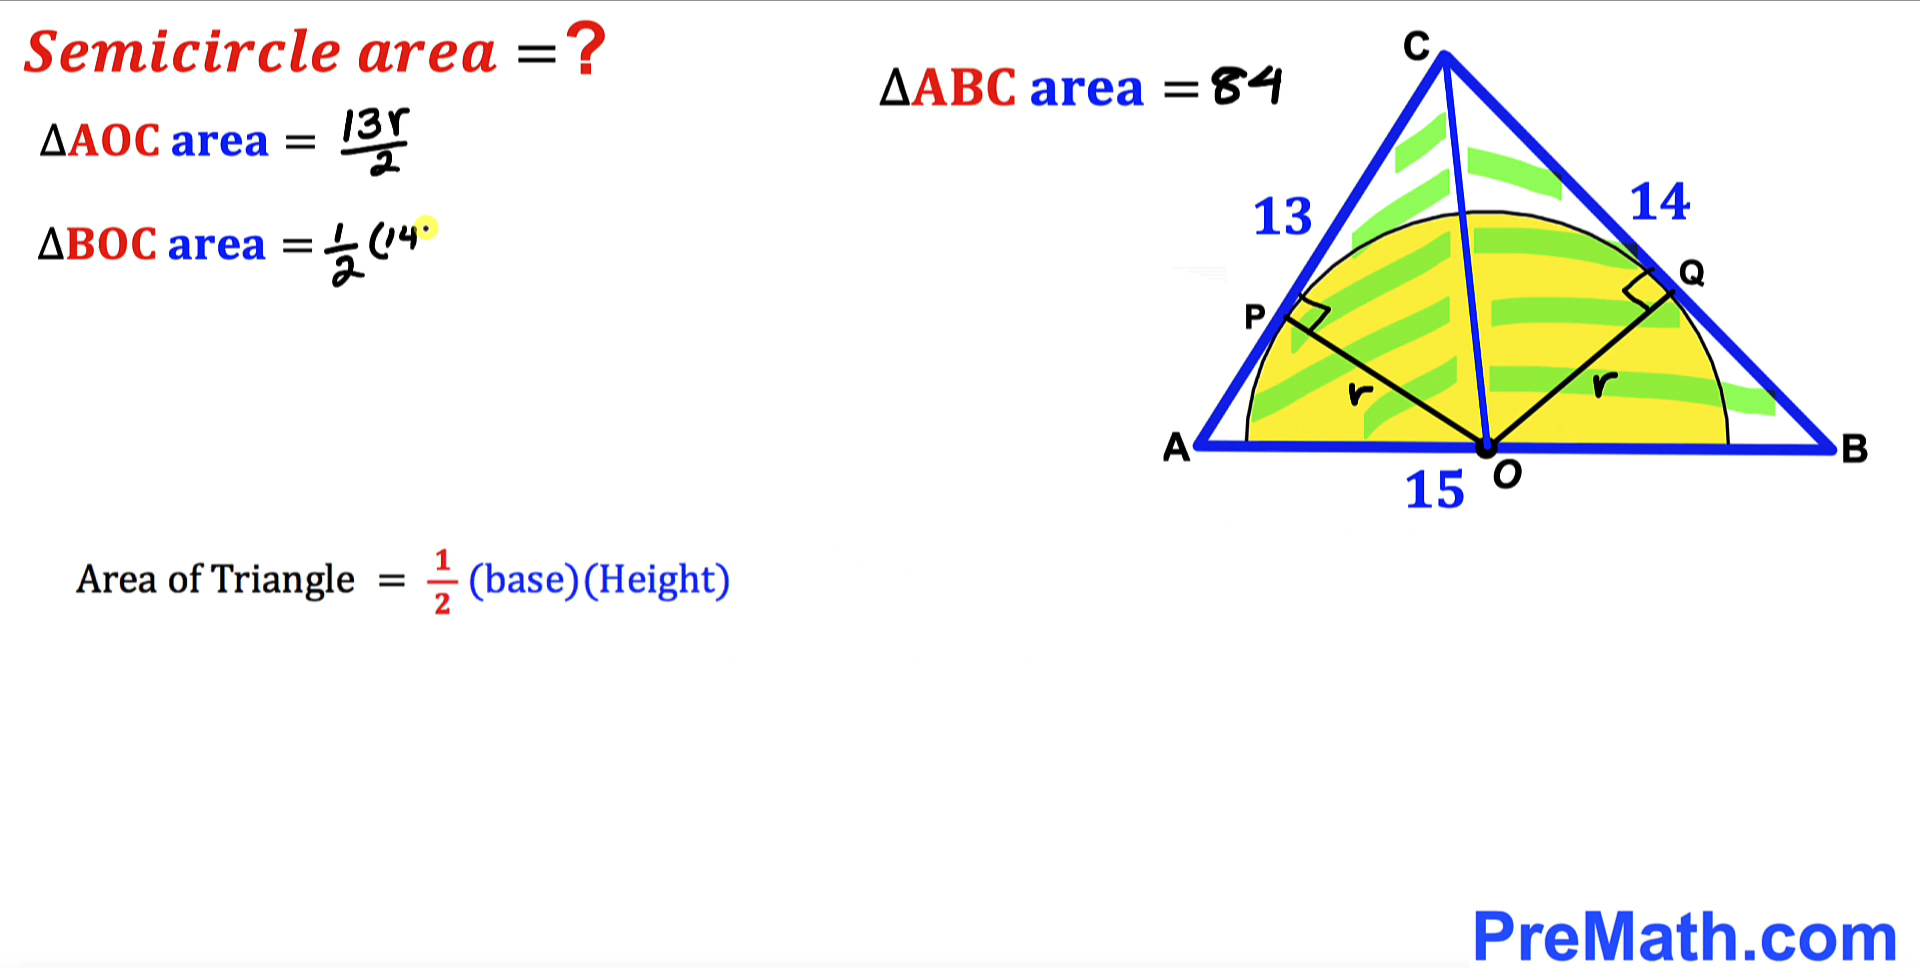 Semicircle area = ?
ΔAOC area = 13r/2
ΔBOC area = 1/2 (14
Area of Triangle = 1/2 (base)(Height)
ΔABC area = 84
C
13
14
Q
P
r
r
A
B
15
O
PreMath.com